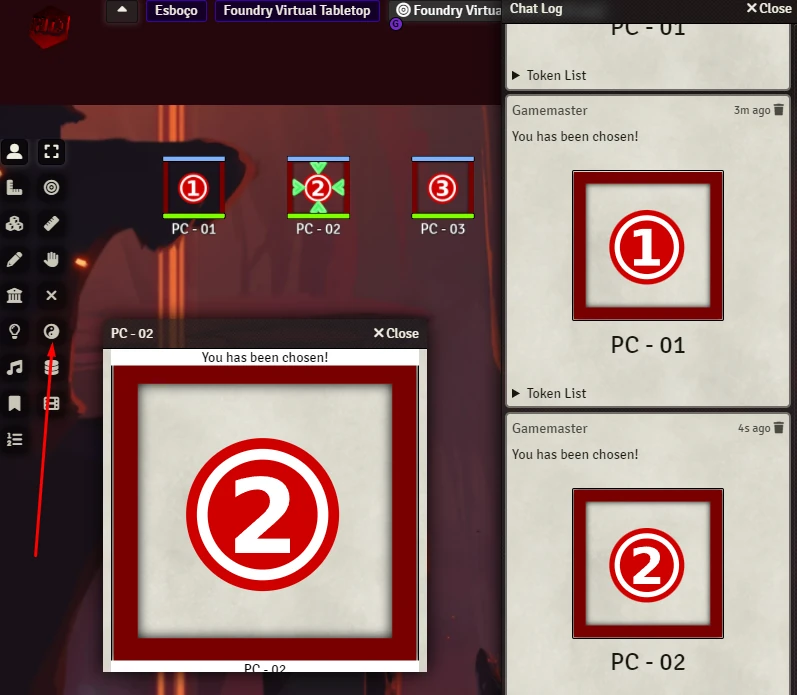 Esboço
Foundry Virtual Tabletop
Foundry Virtua
G
Chat Log
Close
PC - 01
Token List
Gamemaster
3m ago
You has been chosen!
1
PC - 01
Token List
Gamemaster
4s ago
You has been chosen!
2
PC - 02
1
2
3
PC - 01
PC - 02
PC - 03
PC - 02
Close
You has been chosen!
2
PC - 02